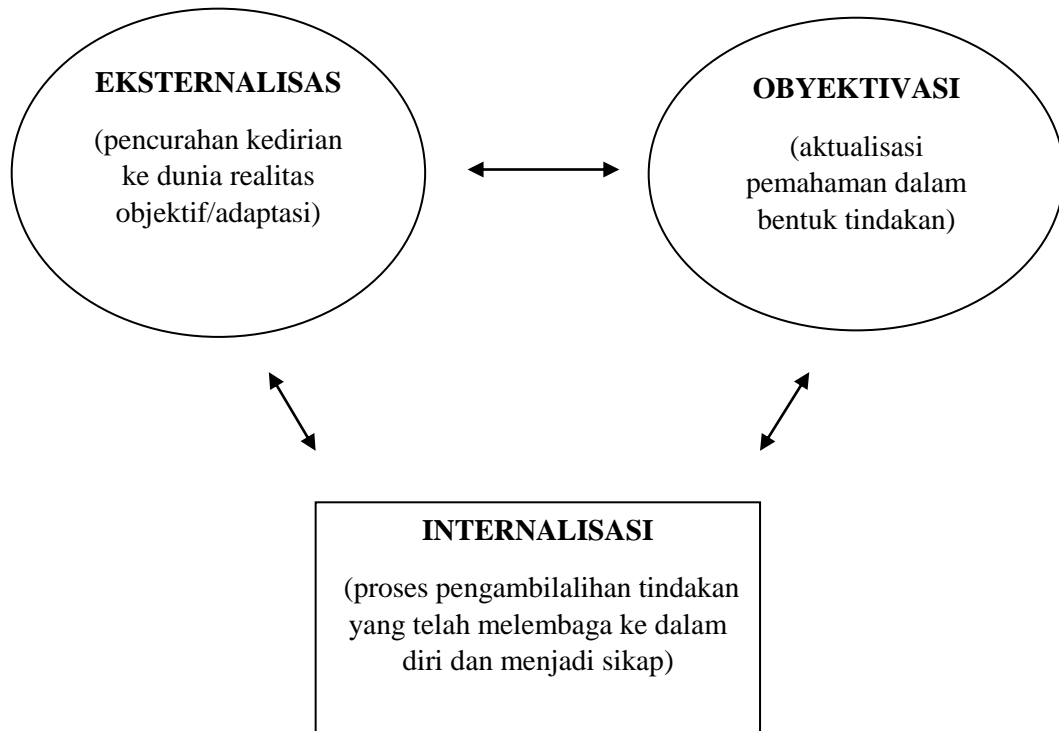 EKSTERNALISAS
(pencurahan kedirian
ke dunia realitas
objektif/adaptasi)
OBYEKTIVASI
(aktualisasi
pemahaman dalam
bentuk tindakan)
INTERNALISASI
(proses pengambilalihan tindakan
yang telah melembaga ke dalam
diri dan menjadi sikap)